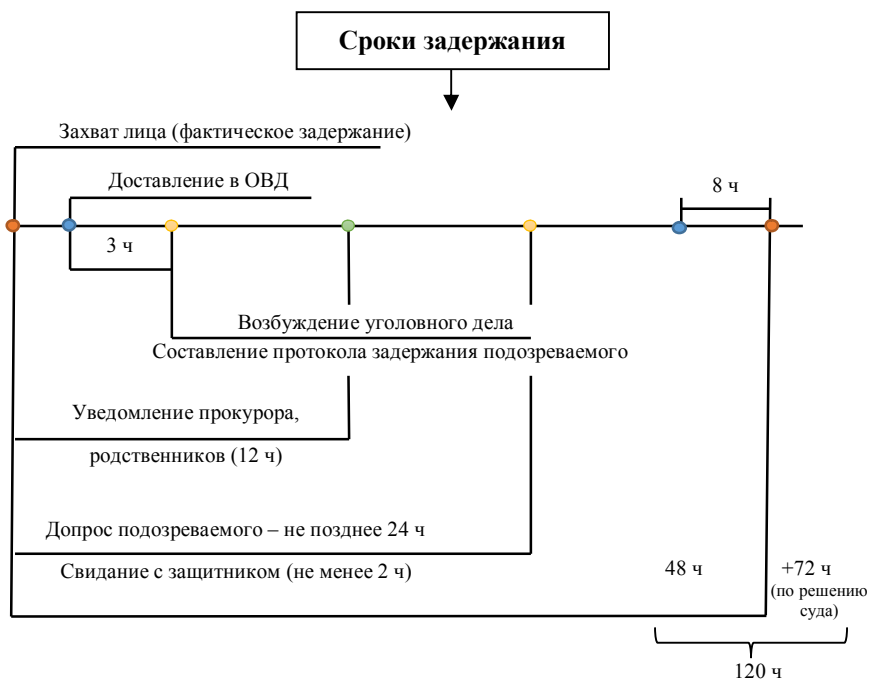 Сроки задержания
Захват лица (фактическое задержание)
Доставление в ОВД
8 ч
3 ч
Возбуждение уголовного дела
Составление протокола задержания подозреваемого
Уведомление прокурора,
родственников (12 ч)
Допрос подозреваемого – не позднее 24 ч
Свидание с защитником (не менее 2 ч)
48 ч
+72 ч
(по решению
суда)
120 ч